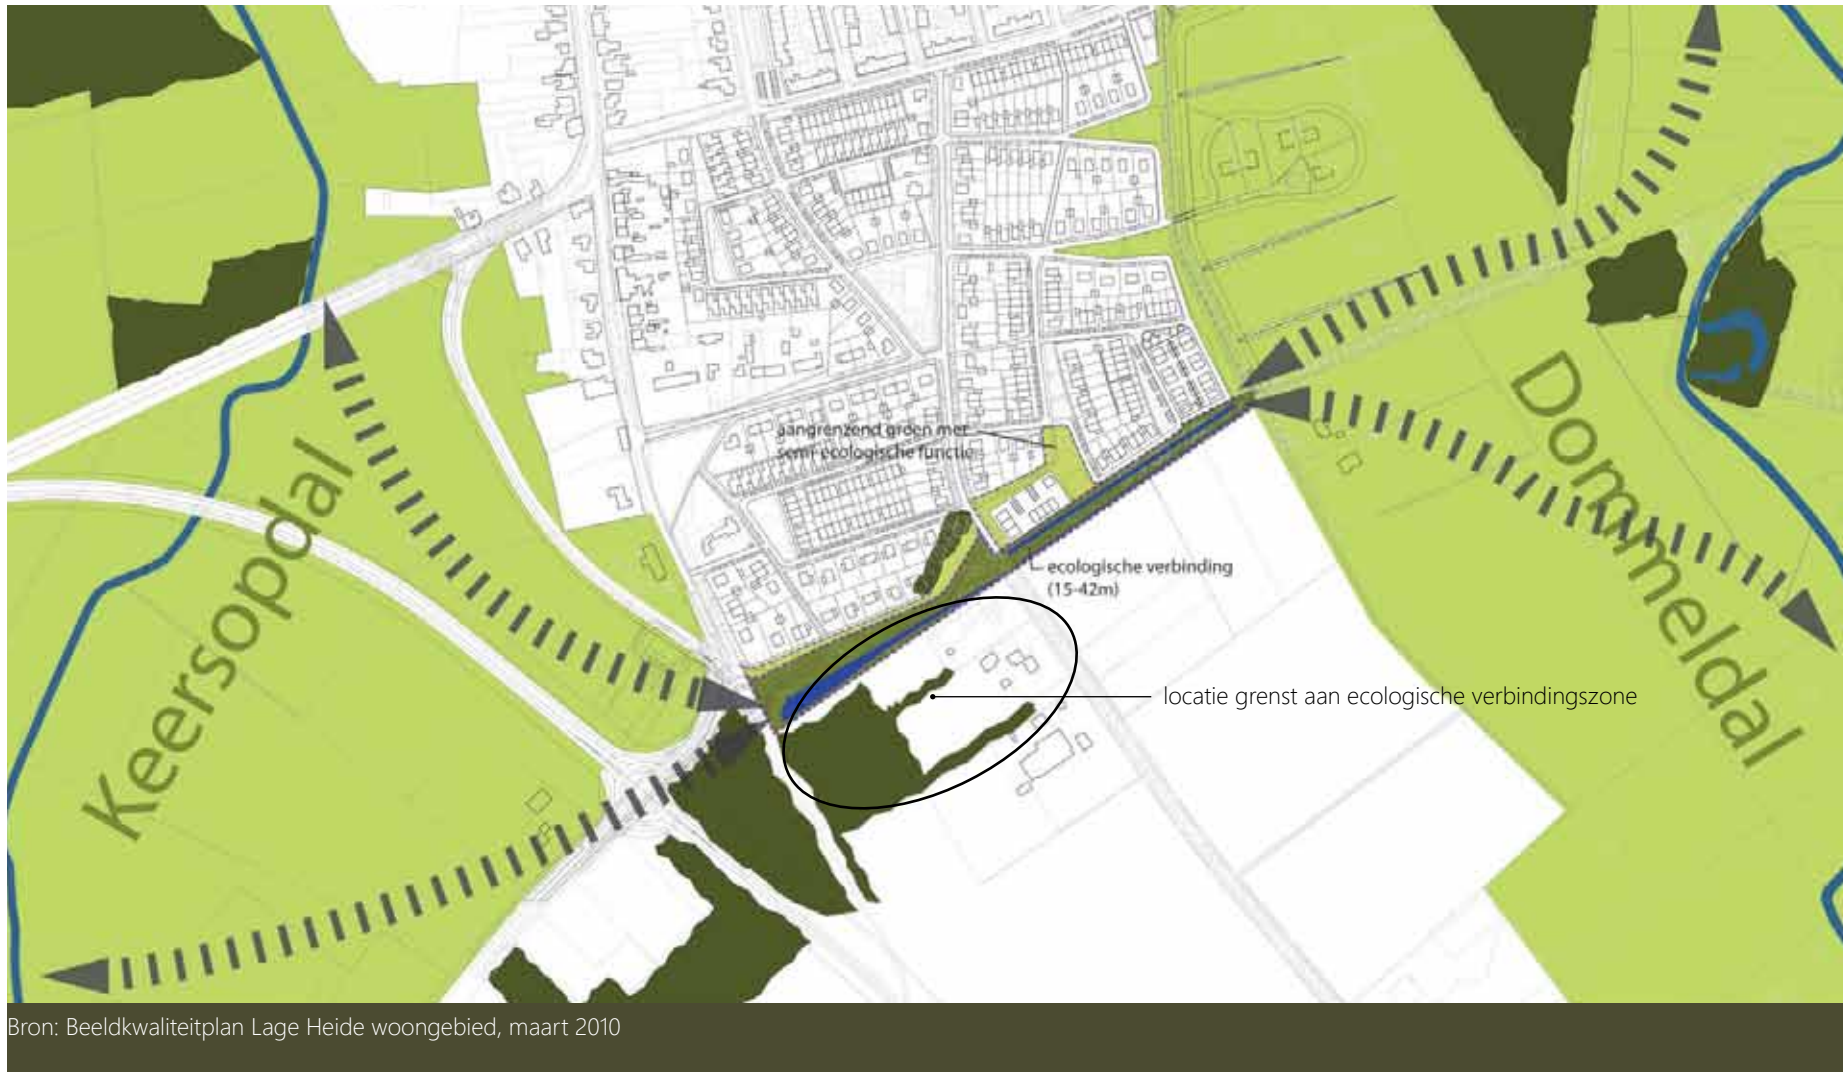 aangrenzend groen met
semi-ecologische functie
ecologische verbinding
(15-42m)
locatie grenst aan ecologische verbindingszone
Keersopdal
Dommeldal
Bron: Beeldkwaliteitplan Lage Heide woongebied, maart 2010